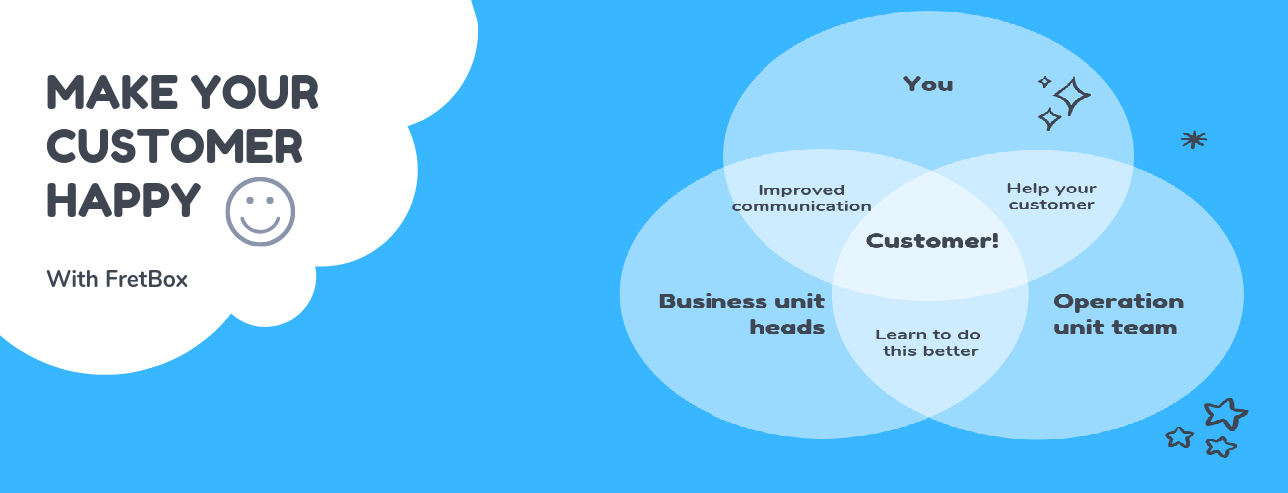 MAKE YOUR
CUSTOMER
HAPPY
With FretBox
You
Improved
communication
Help your
customer
Customer!
Business unit
heads
Operation
unit team
Learn to do
this better